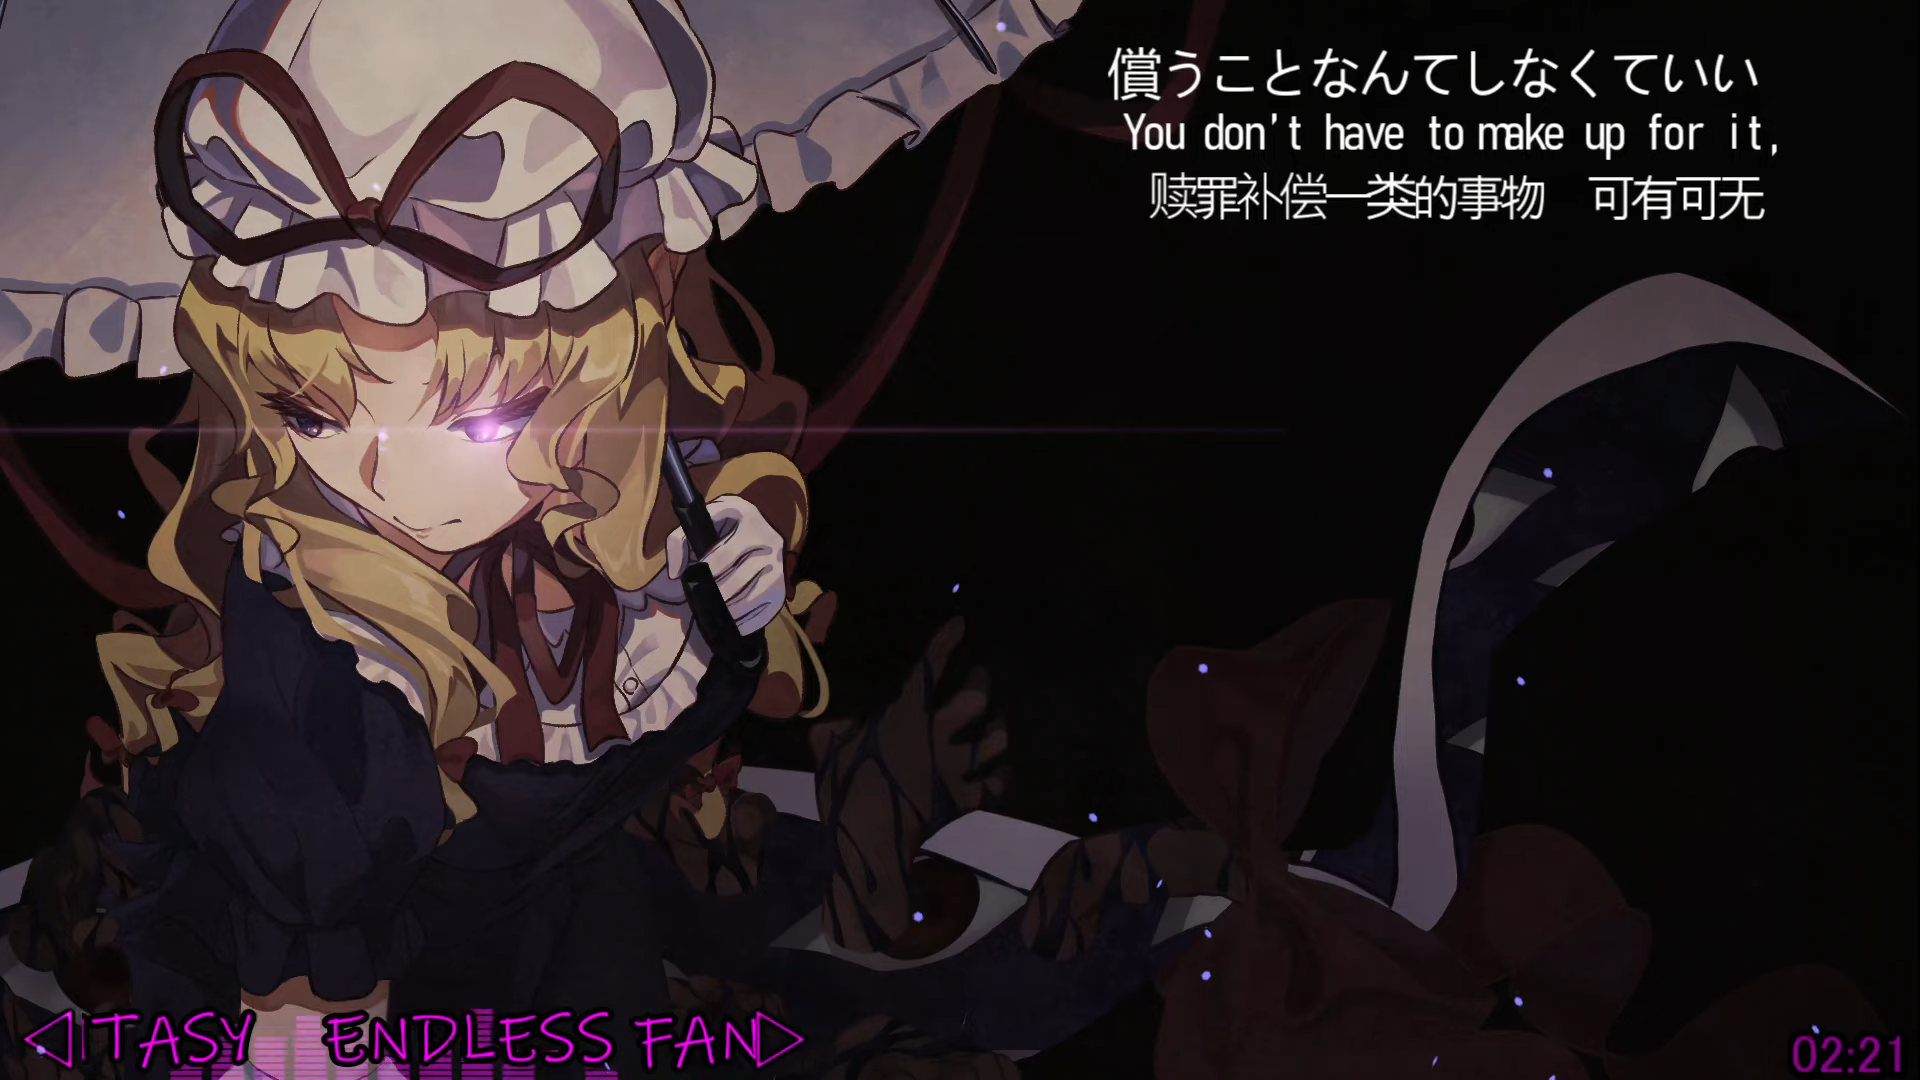 償うことなんてしなくていい
You don't have to make up for it,
赎罪补偿一类的事物　可有可无
TASY ENDLESS FAN
02:21